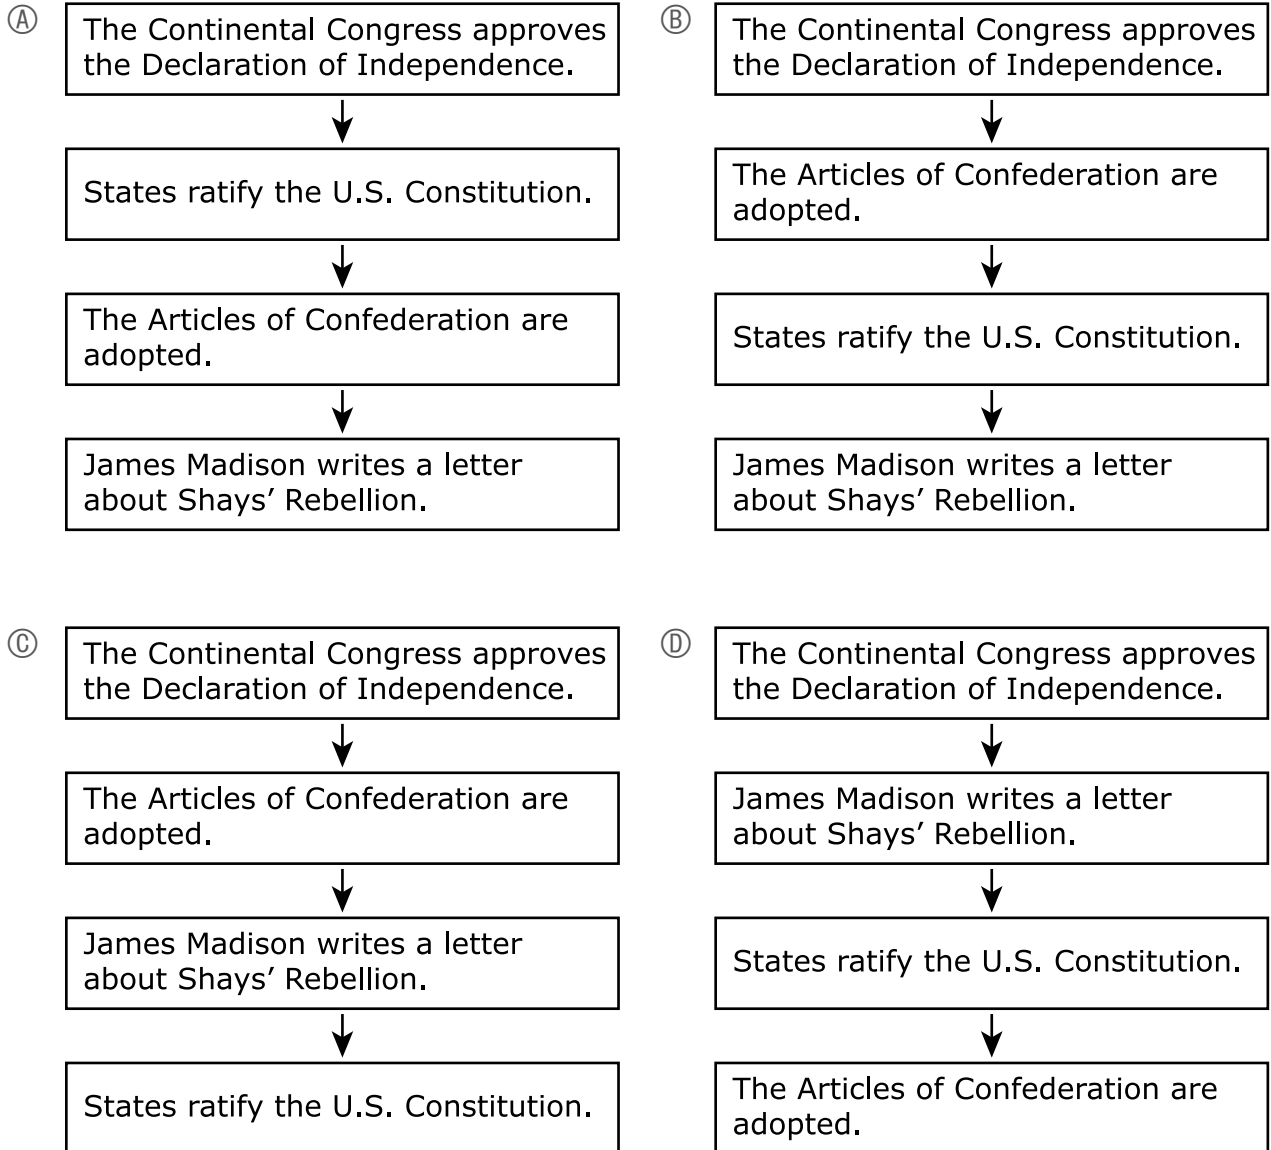 Ⓐ
The Continental Congress approves
the Declaration of Independence.
States ratify the U.S. Constitution.
The Articles of Confederation are
adopted.
James Madison writes a letter
about Shays’ Rebellion.
Ⓑ
The Continental Congress approves
the Declaration of Independence.
The Articles of Confederation are
adopted.
States ratify the U.S. Constitution.
James Madison writes a letter
about Shays’ Rebellion.
Ⓒ
The Continental Congress approves
the Declaration of Independence.
The Articles of Confederation are
adopted.
James Madison writes a letter
about Shays’ Rebellion.
States ratify the U.S. Constitution.
Ⓓ
The Continental Congress approves
the Declaration of Independence.
James Madison writes a letter
about Shays’ Rebellion.
States ratify the U.S. Constitution.
The Articles of Confederation are
adopted.